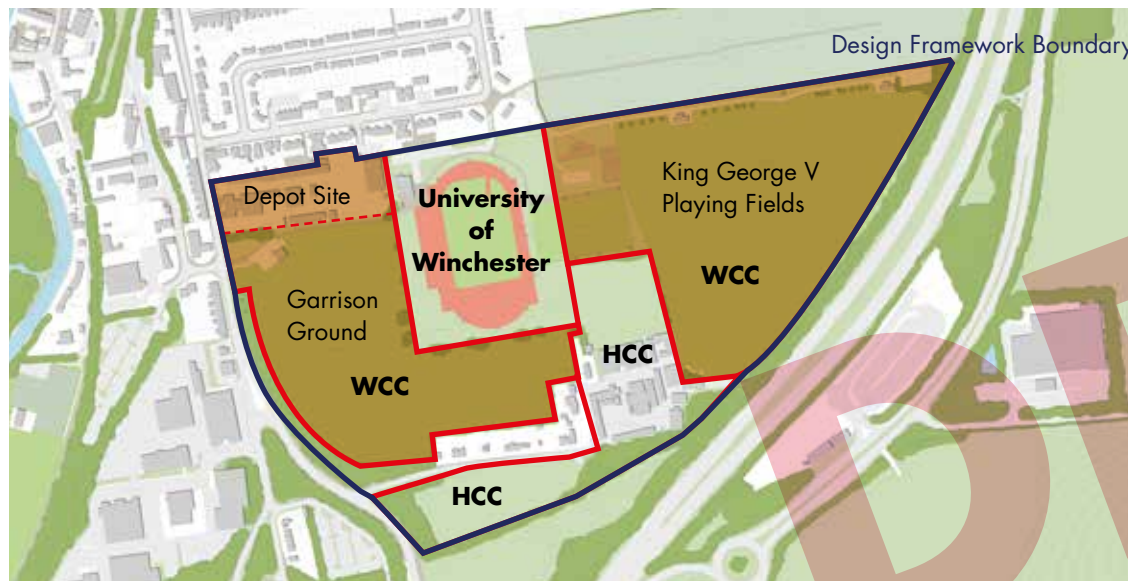 Design Framework Boundary
Depot Site
University
of
Winchester
King George V
Playing Fields
WCC
Garrison
Ground
WCC
HCC
HCC